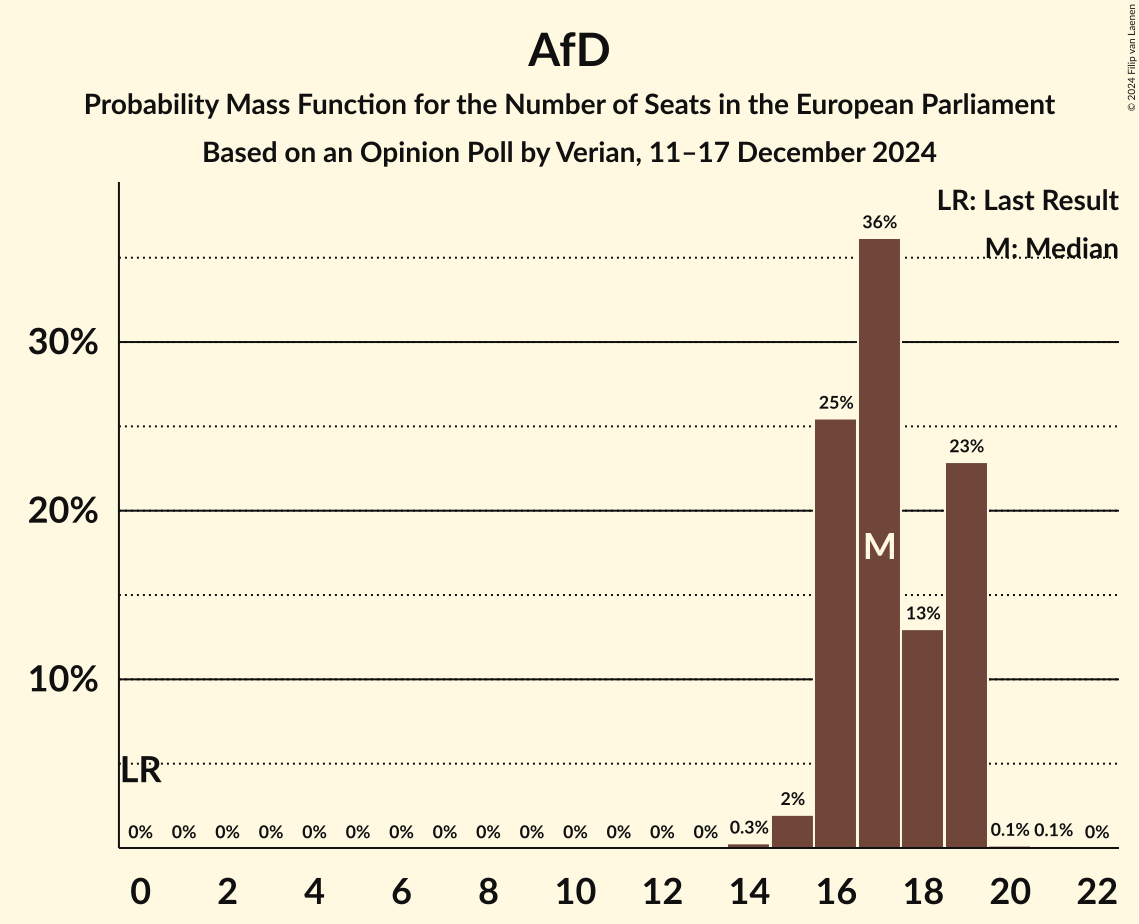 AfD
Probability Mass Function for the Number of Seats in the European Parliament
Based on an Opinion Poll by Verian, 11–17 December 2024
© 2024 Filip van Laenen
LR: Last Result
M: Median
36%
30%
25%
23%
20%
M
13%
10%
LR
2%
0% 0% 0% 0% 0% 0% 0% 0% 0% 0% 0% 0% 0% 0% 0.3% 0.1% 0.1% 0%
0 2 4 6 8 10 12 14 16 18 20 22